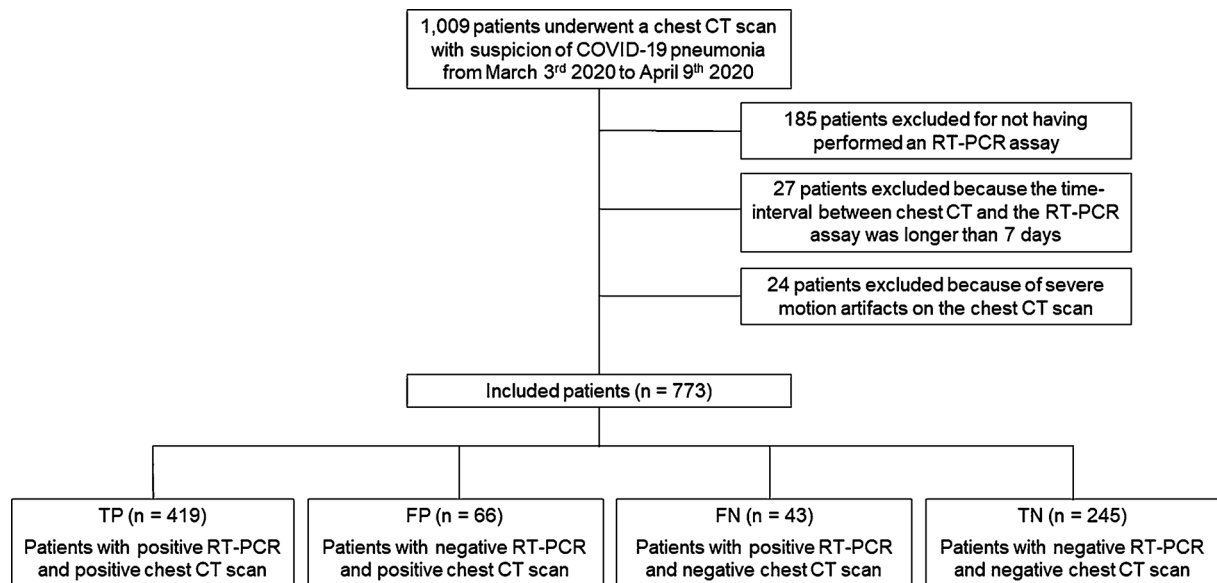 1,009 patients underwent a chest CT scan
with suspicion of COVID-19 pneumonia
from March 3rd 2020 to April 9th 2020
185 patients excluded for not having
performed an RT-PCR assay
27 patients excluded because the time-
interval between chest CT and the RT-PCR
assay was longer than 7 days
24 patients excluded because of severe
motion artifacts on the chest CT scan
Included patients (n = 773)
TP (n = 419)
Patients with positive RT-PCR
and positive chest CT scan
FP (n = 66)
Patients with negative RT-PCR
and positive chest CT scan
FN (n = 43)
Patients with positive RT-PCR
and negative chest CT scan
TN (n = 245)
Patients with negative RT-PCR
and negative chest CT scan